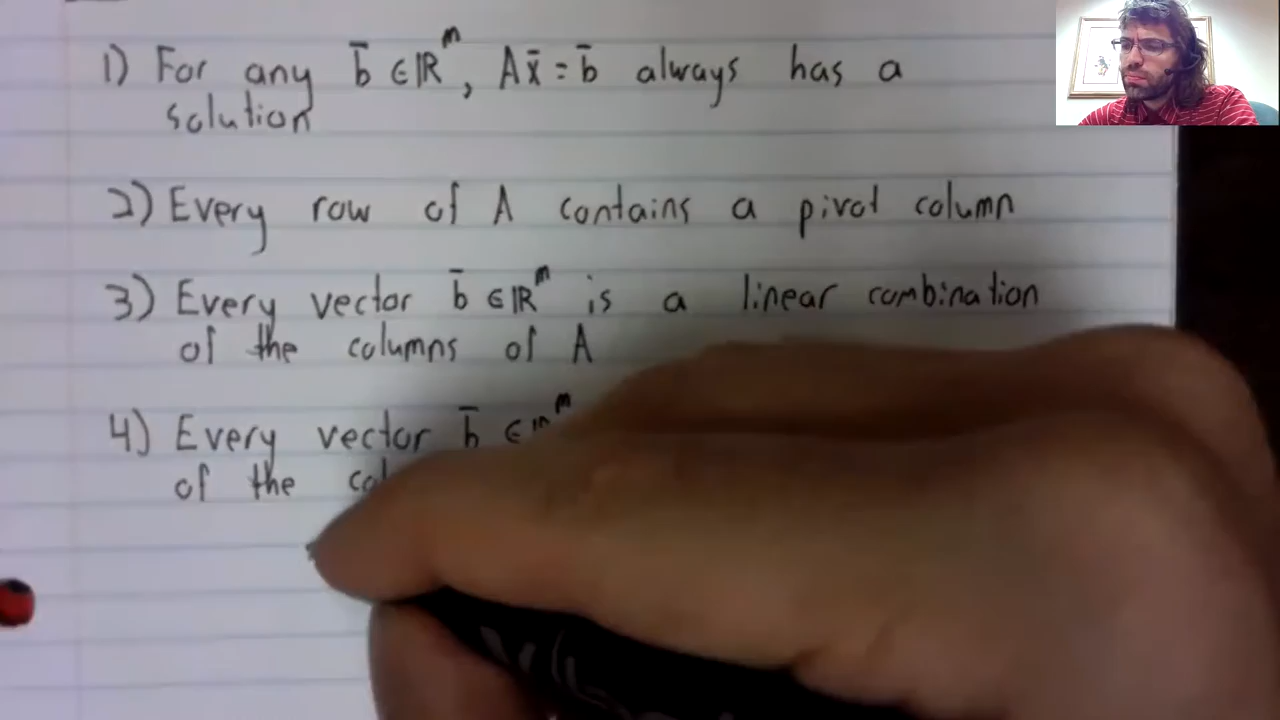 1) For any b̄ ∈ ℝᵐ, Ax̄ = b̄ always has a
solution
2) Every row of A contains a pivot column
3) Every vector b̄ ∈ ℝᵐ is a linear combination
of the columns of A
4) Every vector b̄ ∈
of the